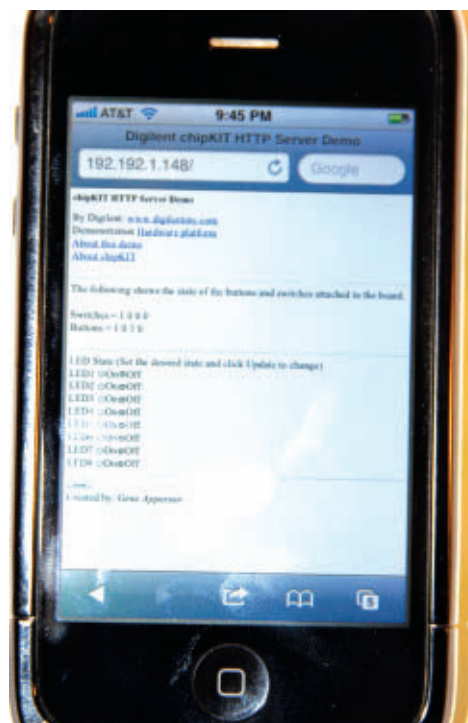 AT&T 9:45 PM
Digilent chipKIT HTTP Server Demo
192.192.1.148/ Google
chipKIT HTTP Server Demo
By Digilent: www.digilentinc.com
Demonstration Hardware platform
About this demo
About chipKIT
The following shows the state of the buttons and switches attached to the board.
Switches = 1 0 0 0
Buttons = 1 0 1 0
LED State (Set the desired state and click Update to change)
LED1 On Off
LED2 On Off
LED3 On Off
LED4 On Off
On Off
LED6 On Off
LED7 On Off
LED8 On Off
Created by: Gene Apperson